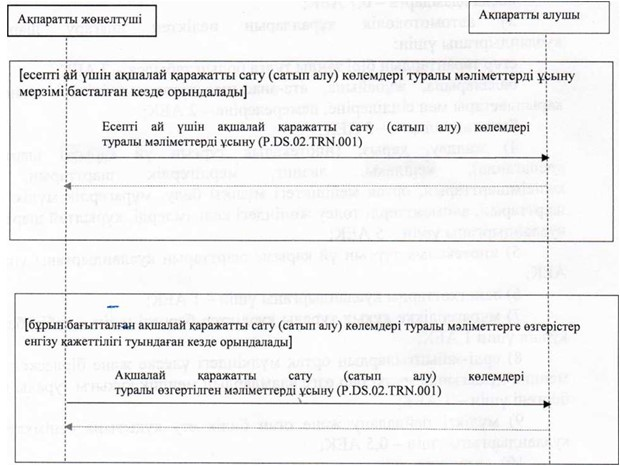 Ақпаратты жөнелтуші
Ақпаратты алушы
[есепті ай үшін ақшалай қаражатты сату (сатып алу) көлемдері туралы мәліметтерді ұсыну
мерзімі басталған кезде орындалады]
Есепті ай үшін ақшалай қаражатты сату (сатып алу) көлемдері
туралы мәліметтерді ұсыну (P.DS.02.TRN.001)
[бұрын бағытталған ақшалай қаражатты сату (сатып алу) көлемдері туралы мәліметтерге өзгерістер
енгізу қажеттілігі туындаған кезде орындалады]
Ақшалай қаражатты сату (сатып алу) көлемдері
туралы өзгертілген мәліметтерді ұсыну (P.DS.02.TRN.001)